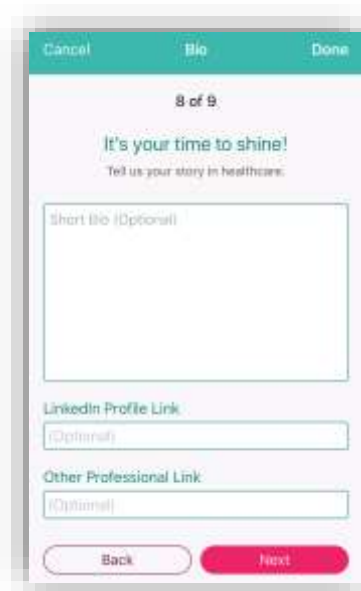 Cancel Bio Done
8 of 9
It's your time to shine!
Tell us your story in healthcare.
Short Bio (Optional)
LinkedIn Profile Link
(Optional)
Other Professional Link
(Optional)
Back Next